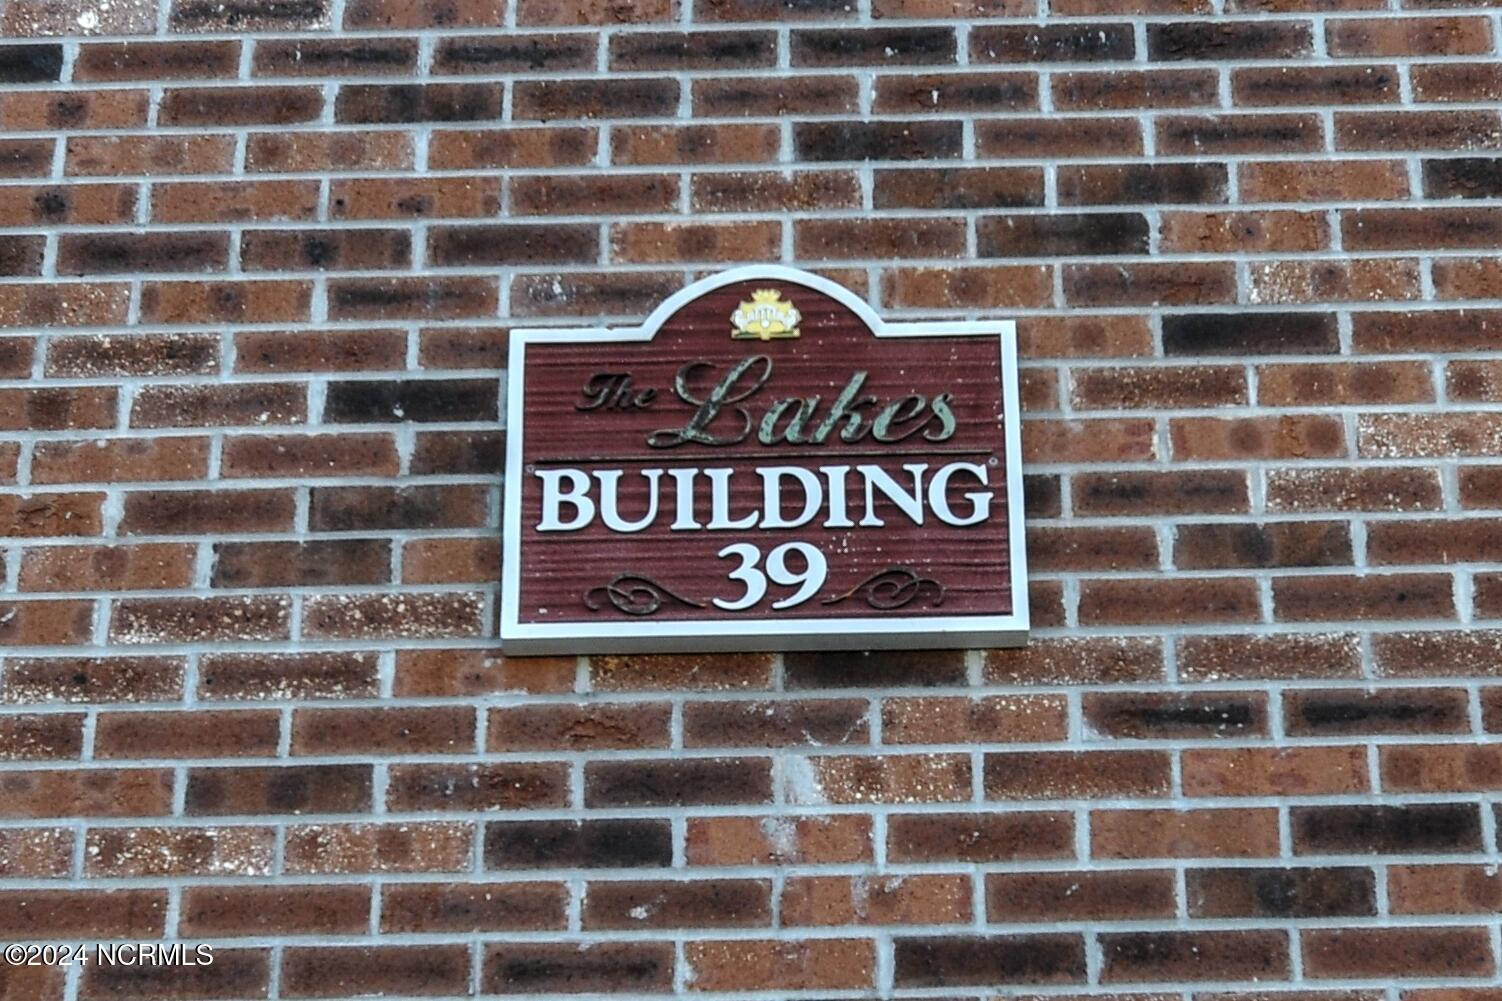 The Lakes
BUILDING
39
©2024 NCRMLS